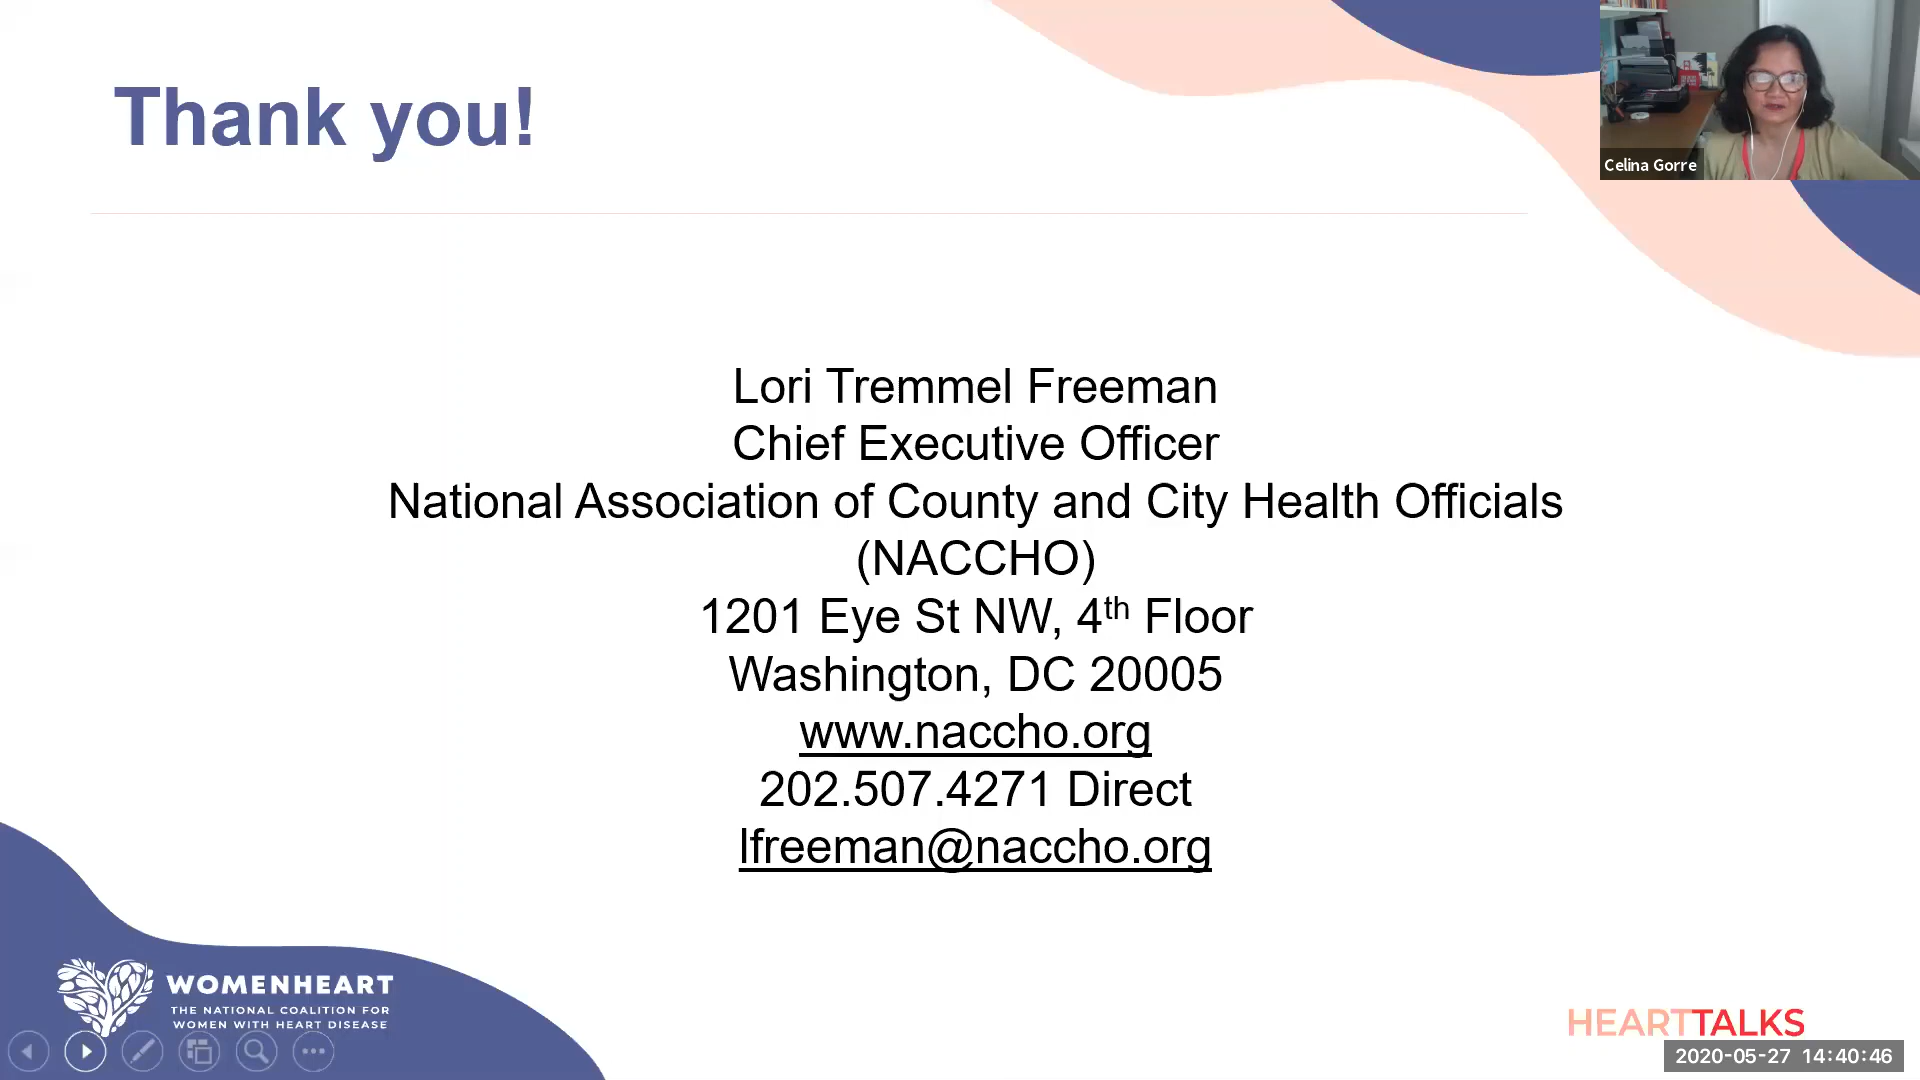 Thank you!
Celina Gorre
Lori Tremmel Freeman
Chief Executive Officer
National Association of County and City Health Officials
(NACCHO)
1201 Eye St NW, 4th Floor
Washington, DC 20005
www.naccho.org
202.507.4271 Direct
lfreeman@naccho.org
WOMENHEART
THE NATIONAL COALITION FOR
WOMEN WITH HEART DISEASE
HEARTTALKS
2020-05-27 14:40:46